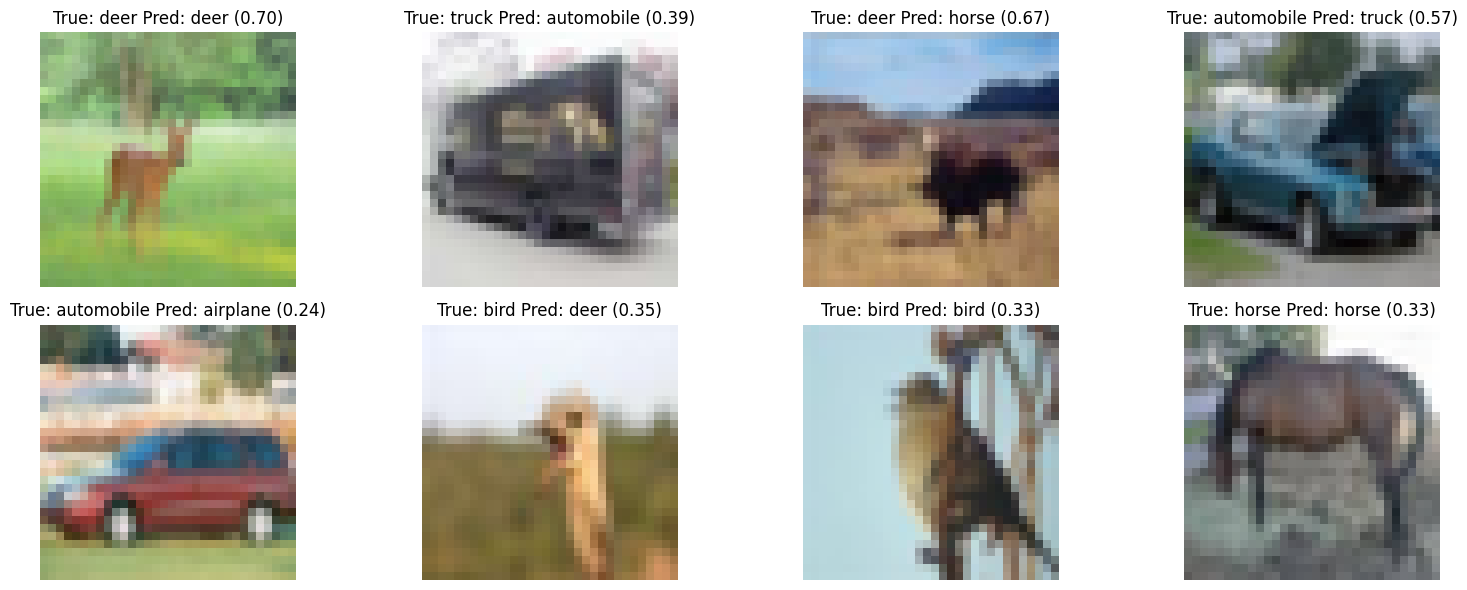 True: deer Pred: deer (0.70)
True: truck Pred: automobile (0.39)
True: deer Pred: horse (0.67)
True: automobile Pred: truck (0.57)
True: automobile Pred: airplane (0.24)
True: bird Pred: deer (0.35)
True: bird Pred: bird (0.33)
True: horse Pred: horse (0.33)